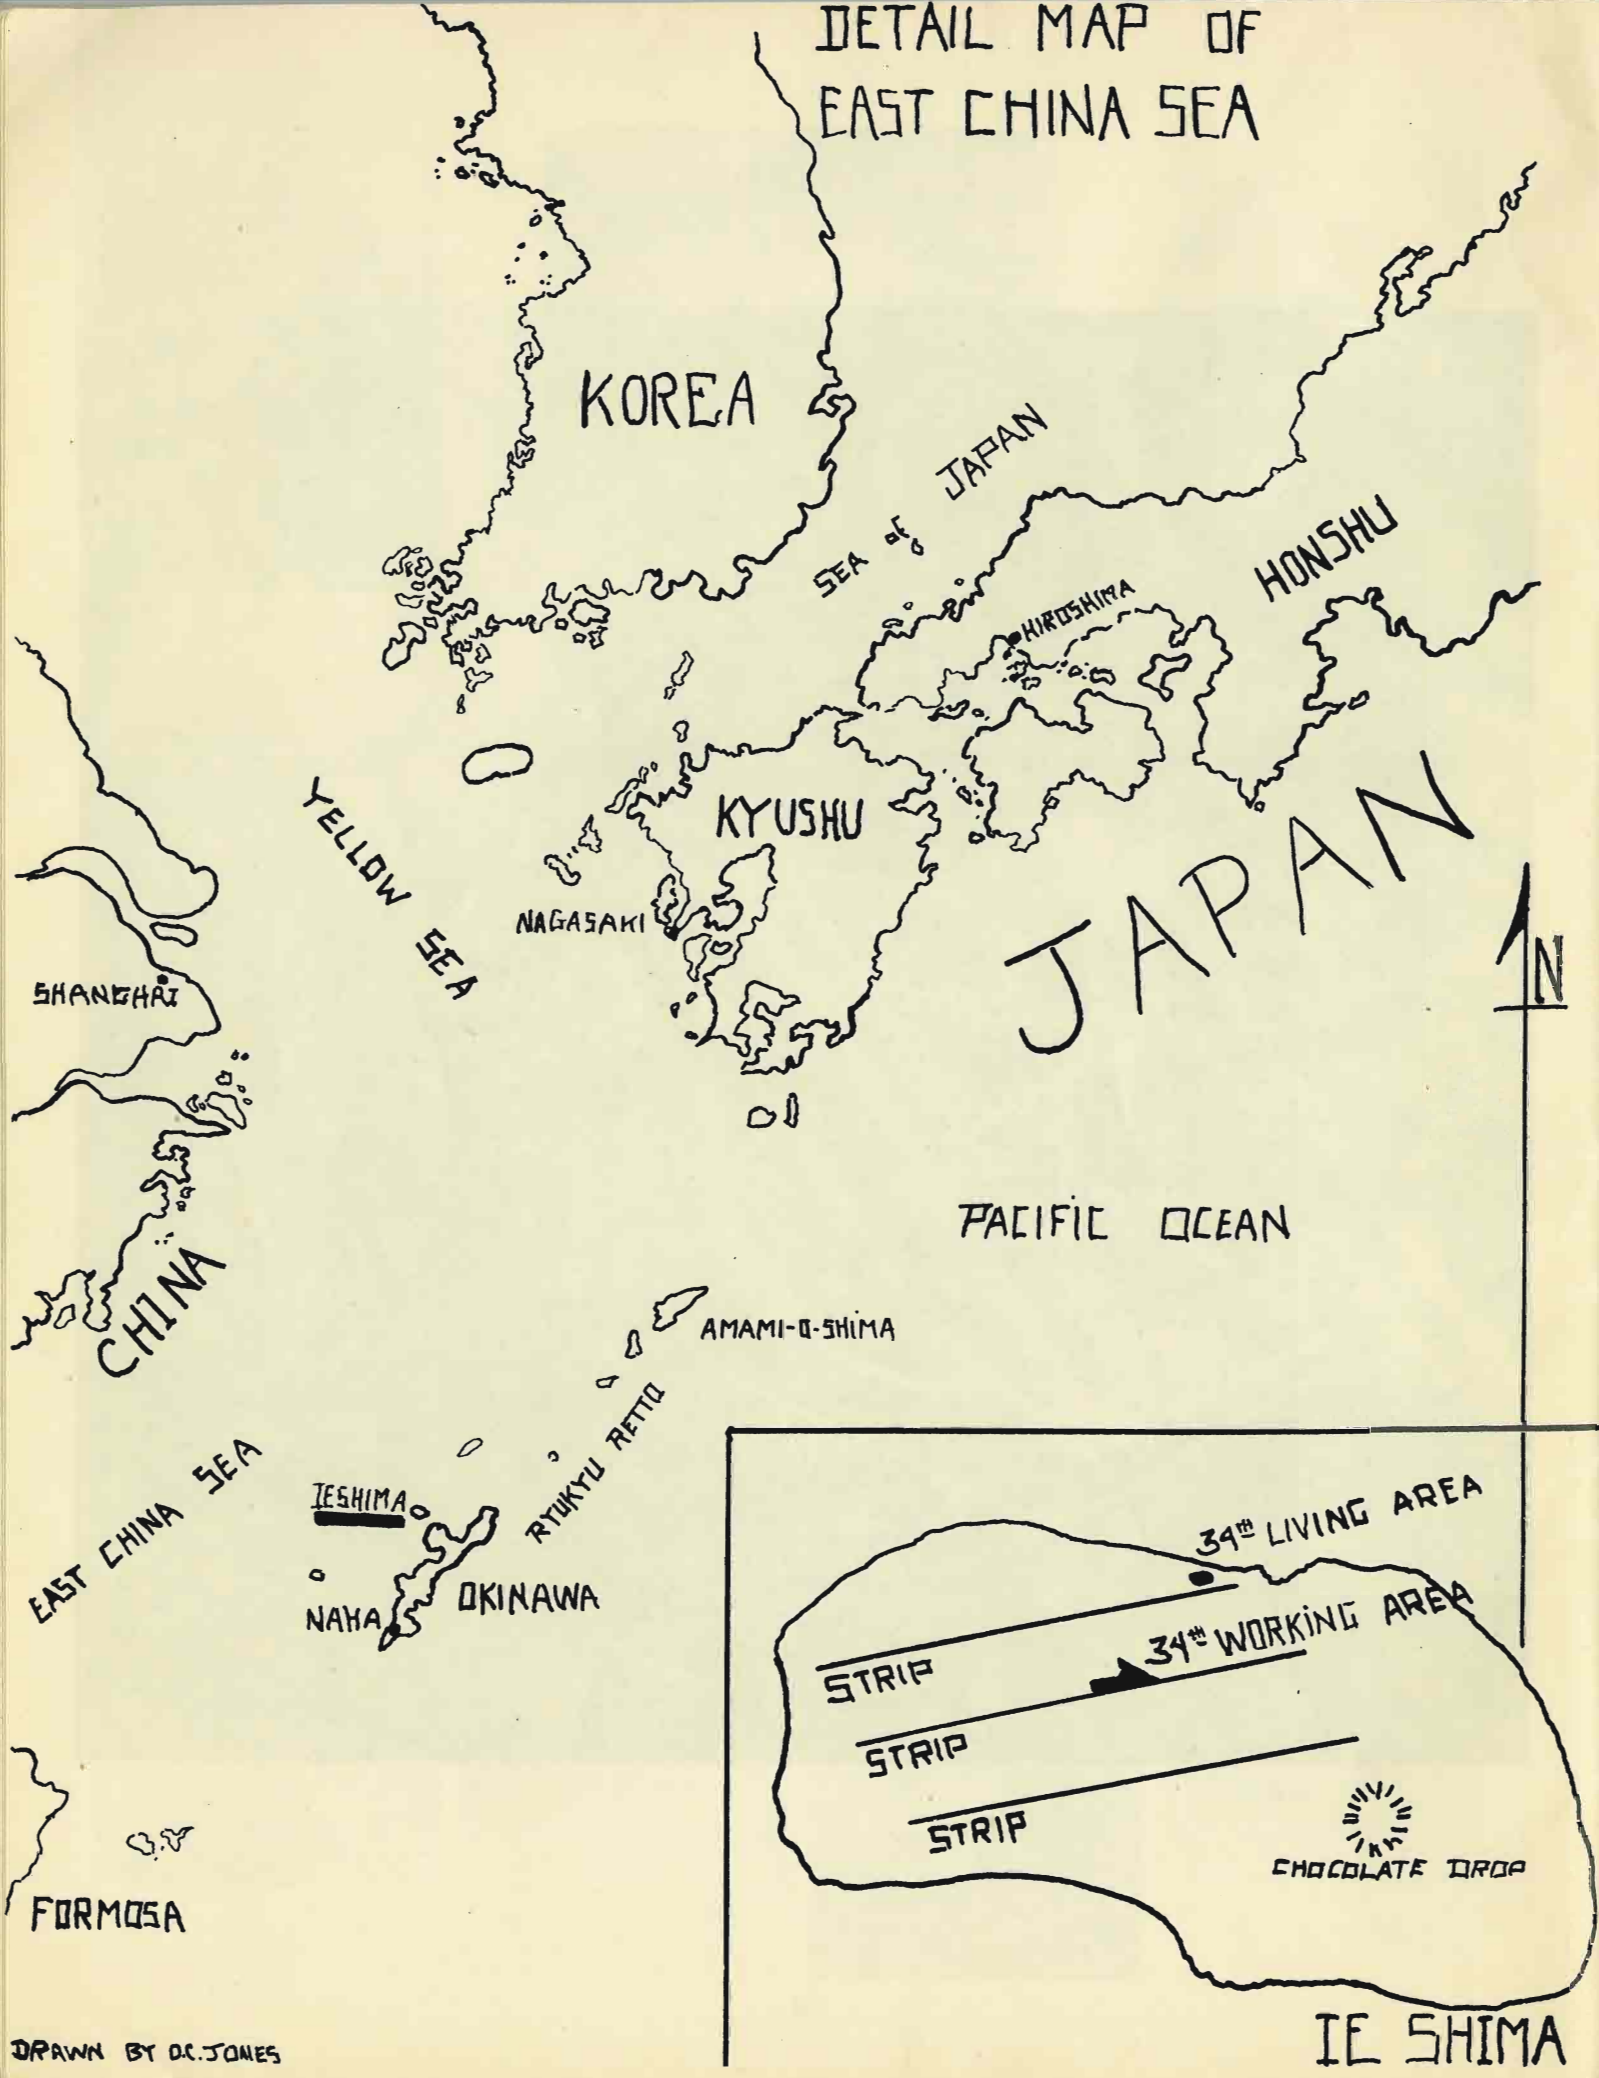 DETAIL MAP OF
EAST CHINA SEA
KOREA
SEA of JAPAN
HONSHU
HIROSHIMA
YELLOW SEA
KYUSHU
JAPAN
NAGASAKI
N
SHANGHAI
PACIFIC OCEAN
CHINA
AMAMI-O-SHIMA
RYUKYU RETTO
EAST CHINA SEA
IESHIMA
OKINAWA
NAHA
34TH LIVING AREA
34TH WORKING AREA
STRIP
STRIP
STRIP
CHOCOLATE DROP
FORMOSA
IE SHIMA
DRAWN BY D.C. JONES